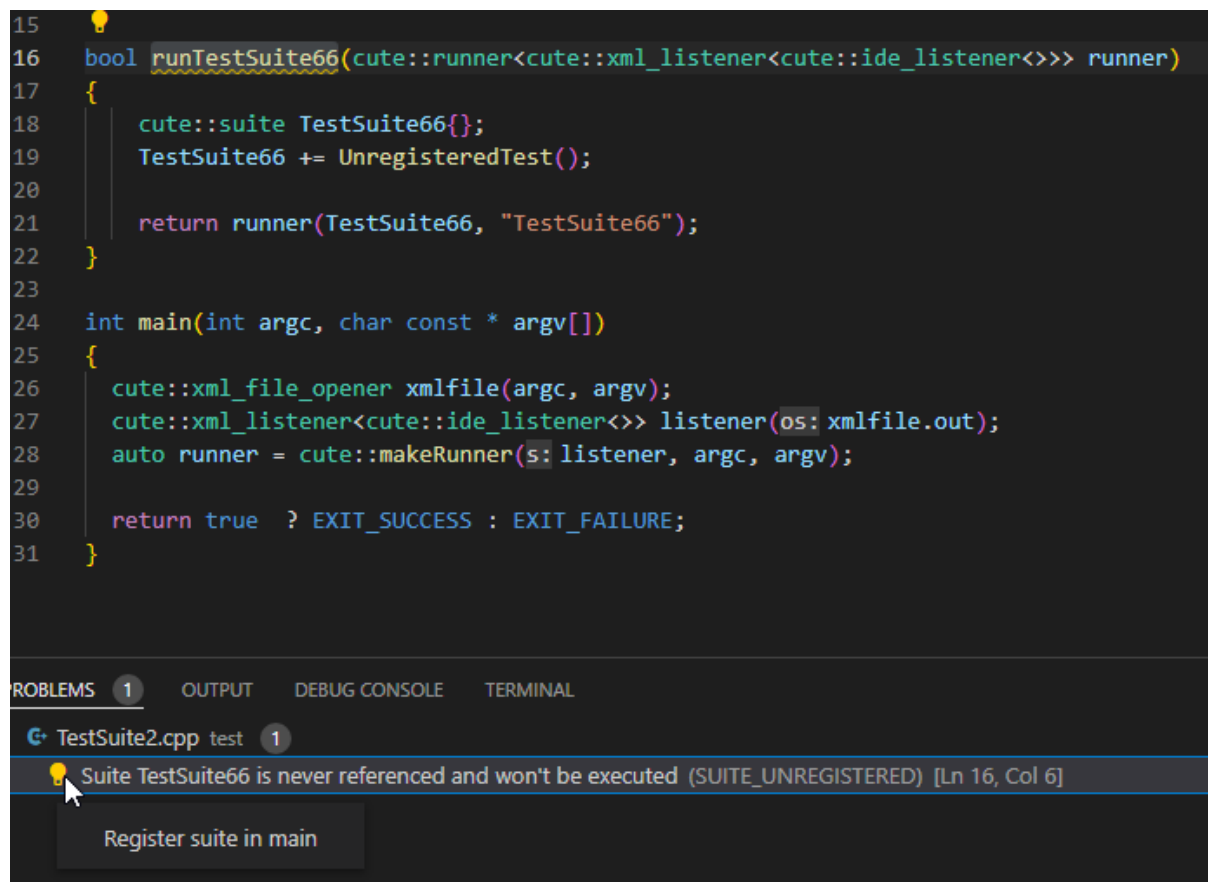 15
16 bool runTestSuite66(cute::runner<cute::xml_listener<cute::ide_listener<>>> runner)
17 {
18 cute::suite TestSuite66{};
19 TestSuite66 += UnregisteredTest();
20
21 return runner(TestSuite66, "TestSuite66");
22 }
23
24 int main(int argc, char const * argv[])
25 {
26 cute::xml_file_opener xmlfile(argc, argv);
27 cute::xml_listener<cute::ide_listener<>> listener(os: xmlfile.out);
28 auto runner = cute::makeRunner(s: listener, argc, argv);
29
30 return true ? EXIT_SUCCESS : EXIT_FAILURE;
31 }
PROBLEMS 1 OUTPUT DEBUG CONSOLE TERMINAL
TestSuite2.cpp test 1
Suite TestSuite66 is never referenced and won't be executed (SUITE_UNREGISTERED) [Ln 16, Col 6]
Register suite in main